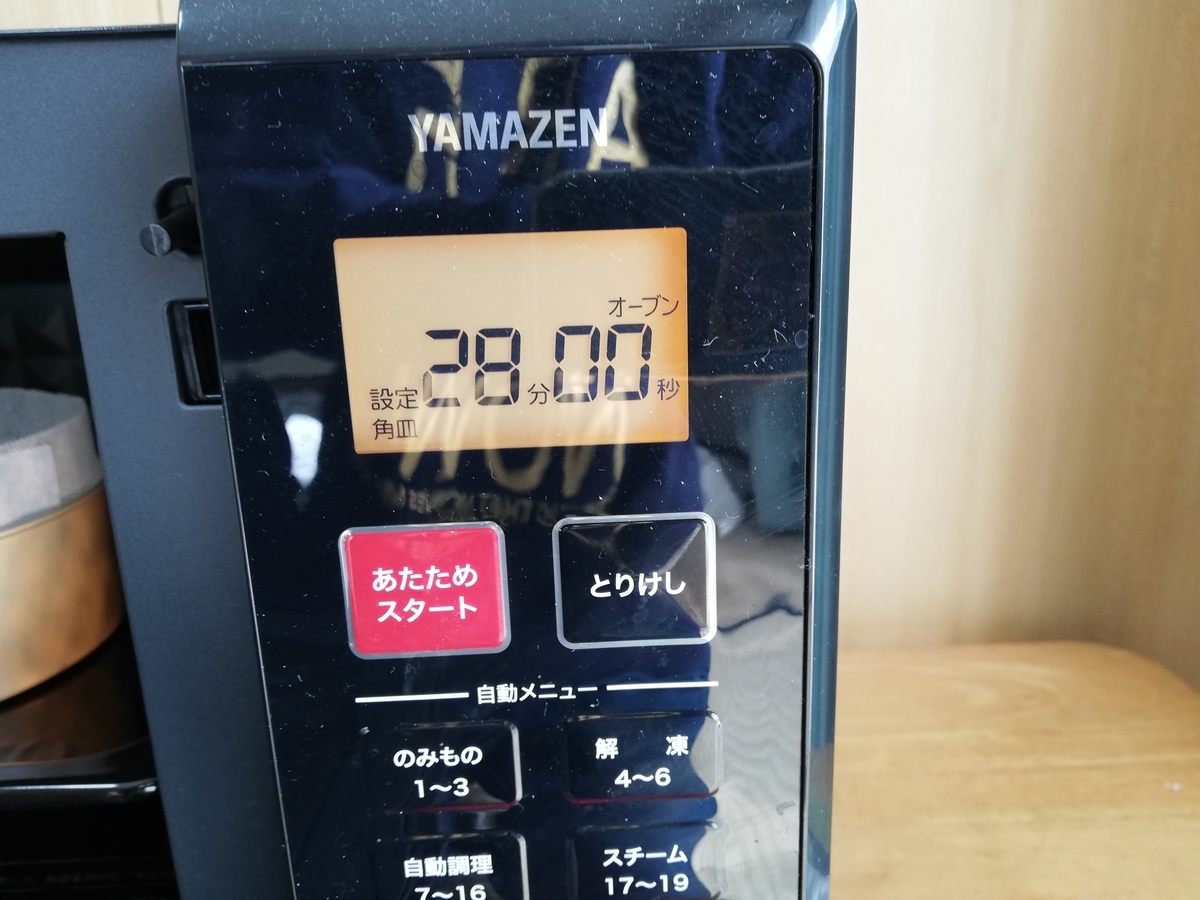 YAMAZEN
オーブン
設定 28分00秒
角皿
あたため
スタート
とりけし
自動メニュー
のみもの
1〜3
解 凍
4〜6
自動調理
7〜16
スチーム
17〜19